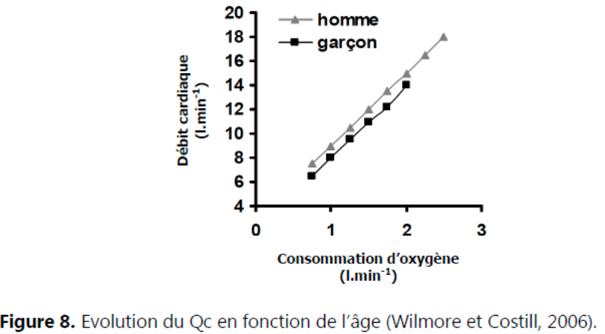 20
18
16
14
12
10
8
6
4
homme
garçon
Débit cardiaque
(l.min⁻¹)
0 1 2 3
Consommation d'oxygène
(l.min⁻¹)
Figure 8. Evolution du Qc en fonction de l'âge (Wilmore et Costill, 2006).